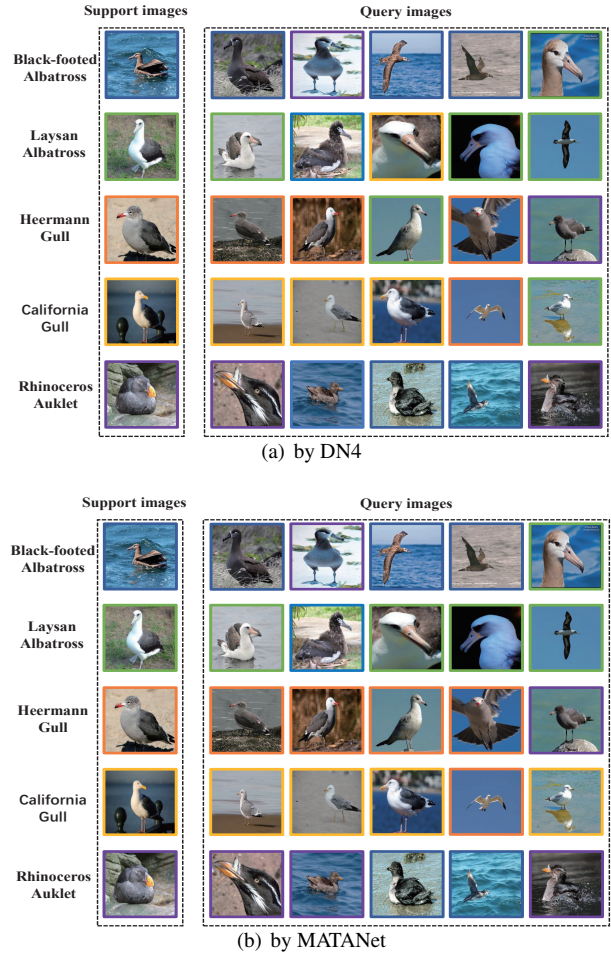 Support images
Query images
Black-footed
Albatross
Laysan
Albatross
Heermann
Gull
California
Gull
Rhinoceros
Auklet
(a) by DN4
Support images
Query images
Black-footed
Albatross
Laysan
Albatross
Heermann
Gull
California
Gull
Rhinoceros
Auklet
(b) by MATANet